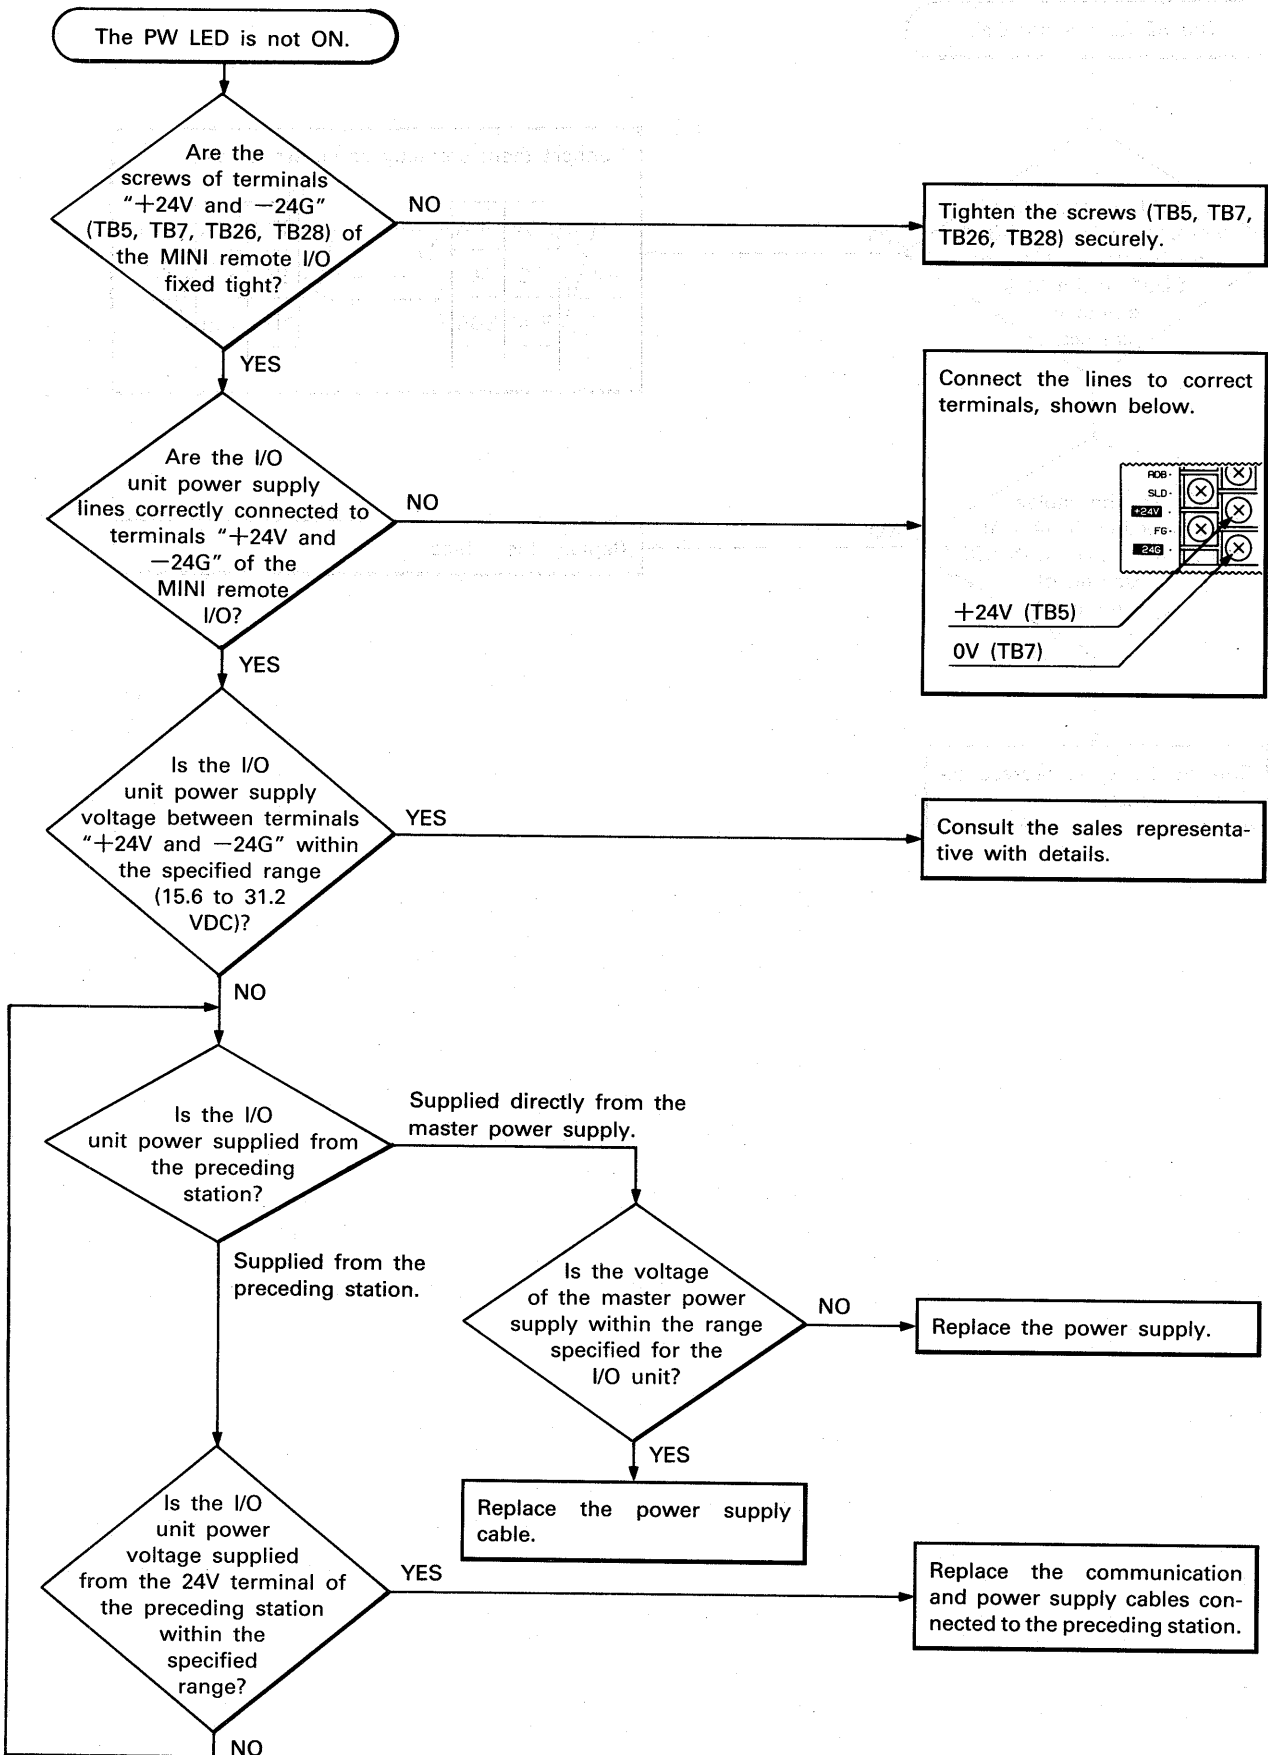 The PW LED is not ON.
Are the
screws of terminals
“+24V and −24G”
(TB5, TB7, TB26, TB28) of
the MINI remote I/O
fixed tight?
NO
Tighten the screws (TB5, TB7,
TB26, TB28) securely.
YES
Are the I/O
unit power supply
lines correctly connected to
terminals “+24V and
−24G” of the
MINI remote
I/O?
NO
Connect the lines to correct
terminals, shown below.
RDB
SLD
+24V
FG
24G
+24V (TB5)
0V (TB7)
YES
Is the I/O
unit power supply
voltage between terminals
“+24V and −24G” within
the specified range
(15.6 to 31.2
VDC)?
YES
Consult the sales representa-
tive with details.
NO
Is the I/O
unit power supplied from
the preceding
station?
Supplied directly from the
master power supply.
Supplied from the
preceding station.
Is the voltage
of the master power
supply within the range
specified for the
I/O unit?
NO
Replace the power supply.
YES
Replace the power supply
cable.
Is the I/O
unit power
voltage supplied
from the 24V terminal of
the preceding station
within the
specified
range?
YES
Replace the communication
and power supply cables con-
nected to the preceding station.
NO